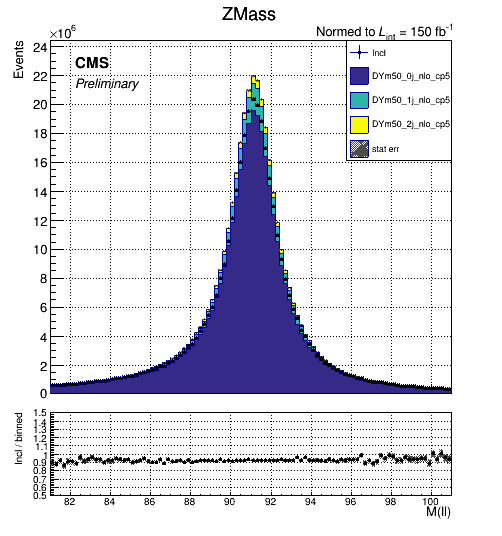 ZMass
×10⁶
Normed to L_int = 150 fb⁻¹
Events
CMS
Preliminary
Incl
DYm50_0j_nlo_cp5
DYm50_1j_nlo_cp5
DYm50_2j_nlo_cp5
stat err
24
22
20
18
16
14
12
10
8
6
4
2
0
Incl / binned
1.5
1.4
1.3
1.2
1.1
1
0.9
0.8
0.7
0.6
0.5
82 84 86 88 90 92 94 96 98 100
M(ll)